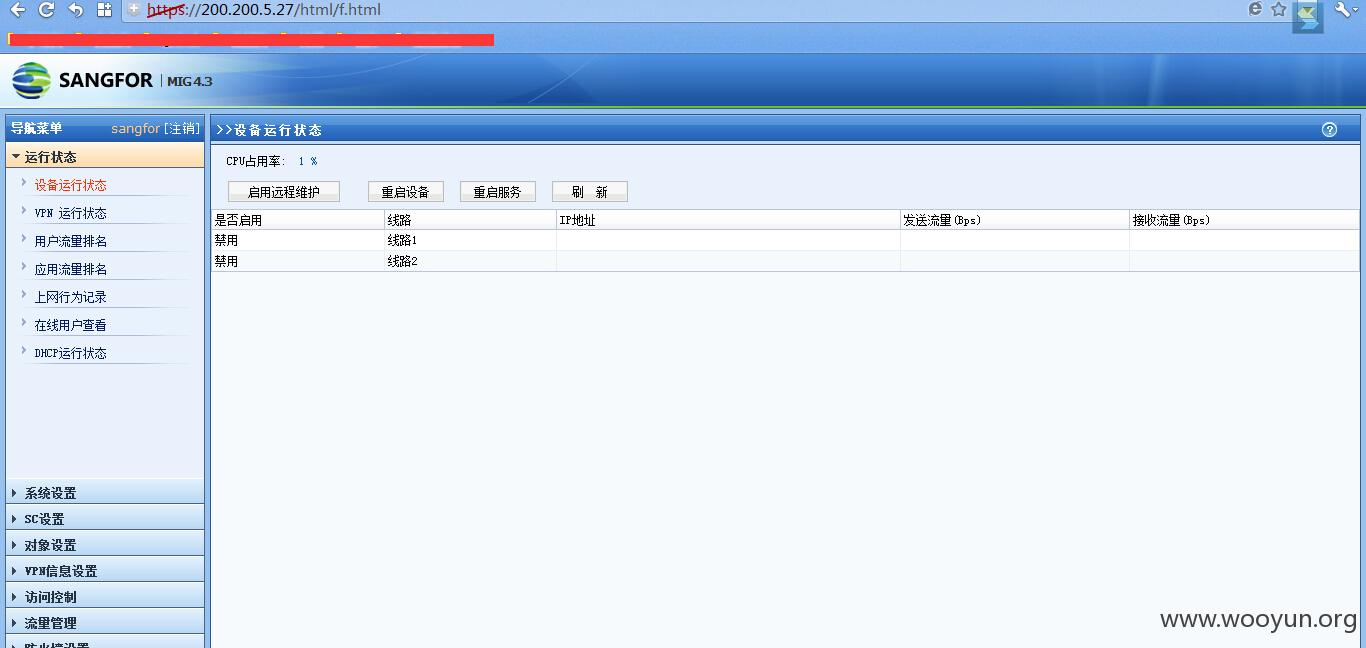 https://200.200.5.27/html/f.html
SANGFOR MIG 4.3
导航菜单 sangfor [注销]
>>设备运行状态
运行状态
设备运行状态
VPN 运行状态
用户流量排名
应用流量排名
上网行为记录
在线用户查看
DHCP运行状态
系统设置
SC设置
对象设置
VPN信息设置
访问控制
流量管理
防火墙设置
CPU占用率: 1 %
启用远程维护 重启设备 重启服务 刷 新
是否启用 线路 IP地址 发送流量(Bps) 接收流量(Bps)
禁用 线路1
禁用 线路2
www.wooyun.org